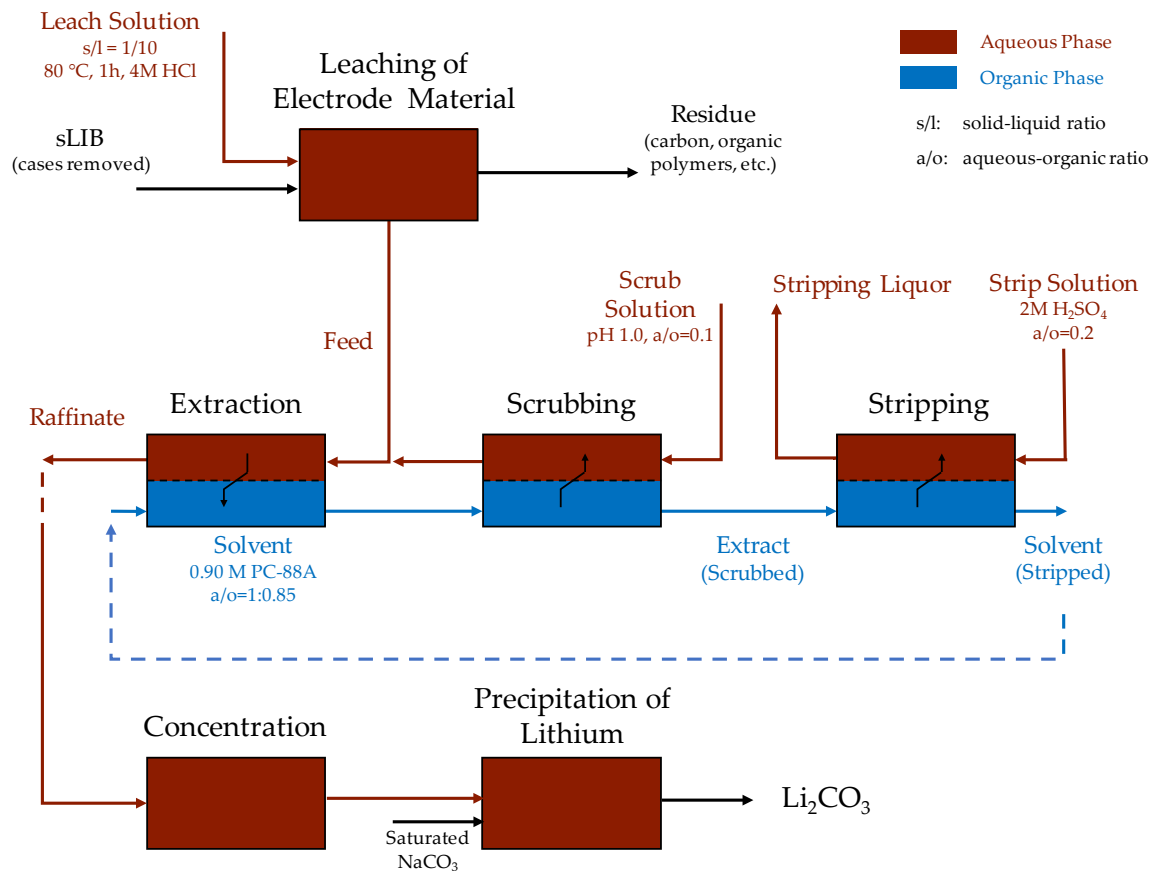 Leach Solution
s/l = 1/10
80 °C, 1h, 4M HCl
Leaching of
Electrode Material
Aqueous Phase
Organic Phase
s/l: solid-liquid ratio
a/o: aqueous-organic ratio
sLIB
(cases removed)
Residue
(carbon, organic
polymers, etc.)
Feed
Scrub
Solution
pH 1.0, a/o=0.1
Stripping Liquor
Strip Solution
2M H₂SO₄
a/o=0.2
Raffinate
Extraction
Scrubbing
Stripping
Solvent
0.90 M PC-88A
a/o=1:0.85
Extract
(Scrubbed)
Solvent
(Stripped)
Concentration
Precipitation of
Lithium
Saturated
NaCO₃
Li₂CO₃